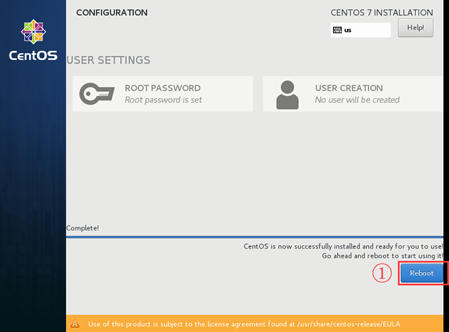 CONFIGURATION
CENTOS 7 INSTALLATION
us
Help!
CentOS
USER SETTINGS
ROOT PASSWORD
Root password is set
USER CREATION
No user will be created
Complete!
CentOS is now successfully installed and ready for you to use!
Go ahead and reboot to start using it!
① Reboot
Use of this product is subject to the license agreement found at /usr/share/centos-release/EULA